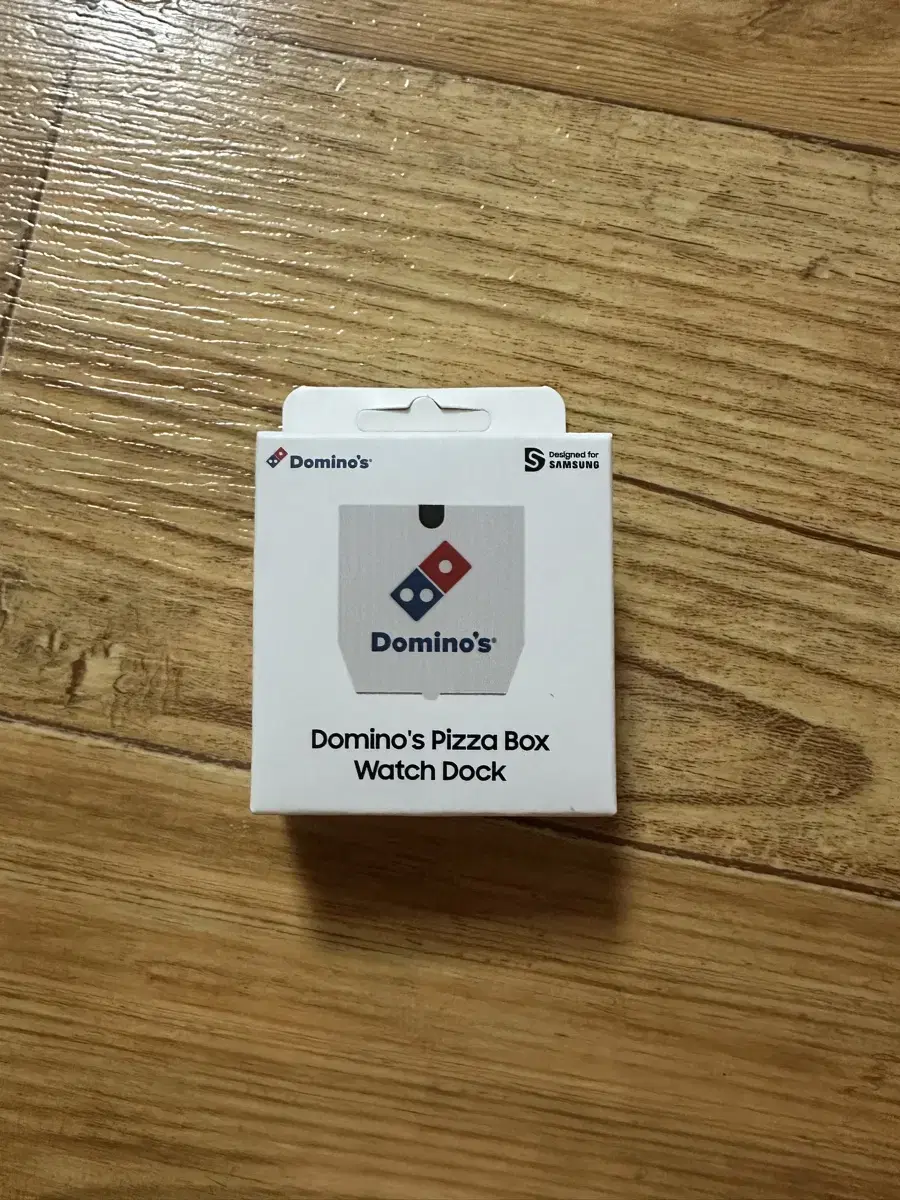 Domino's®
Designed for
SAMSUNG
Domino's®
Domino's Pizza Box
Watch Dock